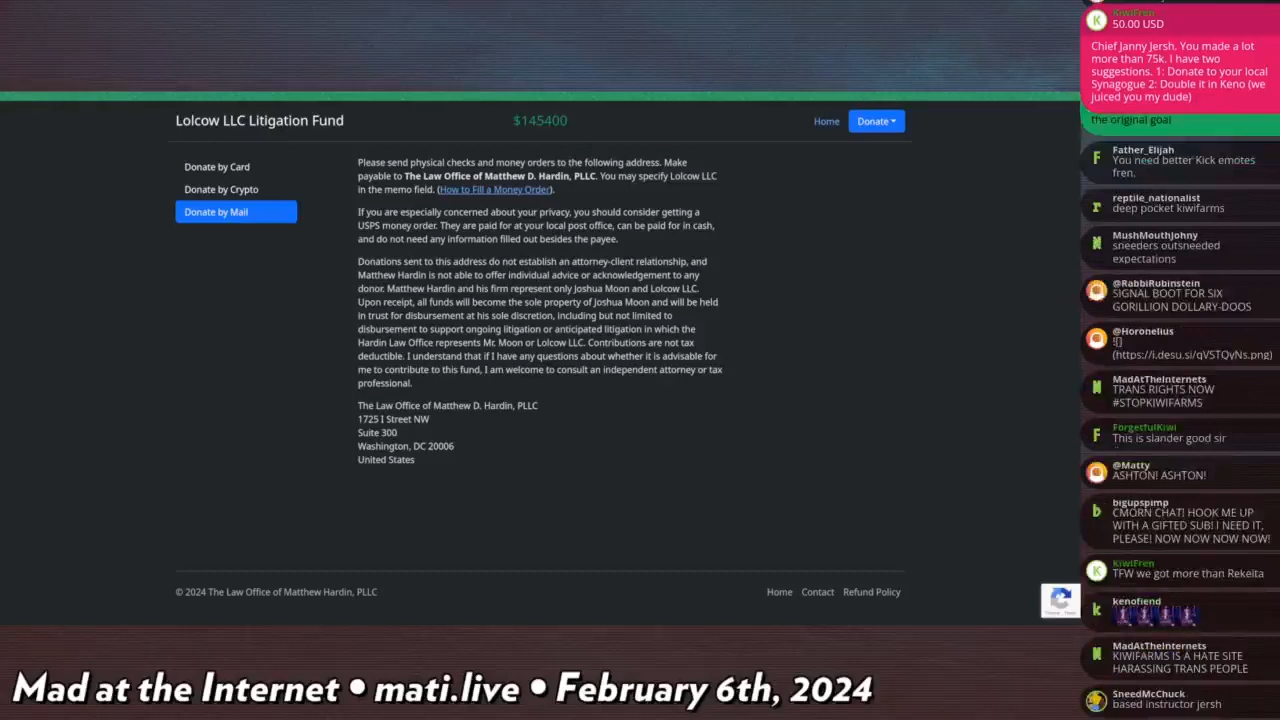 Lolcow LLC Litigation Fund
$145400
Home
Donate
Donate by Card
Donate by Crypto
Donate by Mail
Please send physical checks and money orders to the following address. Make
payable to The Law Office of Matthew D. Hardin, PLLC. You may specify Lolcow LLC
in the memo field. (How to Fill a Money Order).
If you are especially concerned about your privacy, you should consider getting a
USPS money order. They are paid for at your local post office, can be paid for in cash,
and do not need any information filled out besides the payee.
Donations sent to this address do not establish an attorney-client relationship, and
Matthew Hardin is not able to offer individual advice or acknowledgement to any
donor. Matthew Hardin and his firm represent only Joshua Moon and Lolcow LLC.
Upon receipt, all funds will become the sole property of Joshua Moon and will be held
in trust for disbursement at his sole discretion, including but not limited to
disbursement to support ongoing litigation or anticipated litigation in which the
Hardin Law Office represents Mr. Moon or Lolcow LLC. Contributions are not tax
deductible. I understand that if I have any questions about whether it is advisable for
me to contribute to this fund, I am welcome to consult an independent attorney or tax
professional.
The Law Office of Matthew D. Hardin, PLLC
1725 I Street NW
Suite 300
Washington, DC 20006
United States
© 2024 The Law Office of Matthew Hardin, PLLC
Home
Contact
Refund Policy
KiwiFren
50.00 USD
Chief Janny Jersh, You made a lot
more than 75k. I have two
suggestions. 1: Donate to your local
Synagogue 2: Double it in Keno (we
juiced you my dude)
the original goal
Father_Elijah
You need better Kick emotes
fren.
reptile_nationalist
deep pocket kiwifarms
MushMouthJohny
sneeders outsneeded
expectations
@RabbiRubinstein
SIGNAL BOOT FOR SIX
GORILLION DOLLARY-DOOS
@Horonelius
![]
(https://i.desu.si/qVSTQyNs.png)
MadAtTheInternets
TRANS RIGHTS NOW
#STOPKIWIFARMS
ForgetfulKiwi
This is slander good sir
@Matty
ASHTON! ASHTON!
bigupspimp
CMORN CHAT! HOOK ME UP
WITH A GIFTED SUB! I NEED IT,
PLEASE! NOW NOW NOW NOW!
KiwiFren
TFW we got more than Rekeita
kenofiend
MadAtTheInternets
KIWIFARMS IS A HATE SITE
HARASSING TRANS PEOPLE
SneedMcChuck
based instructor jersh
Mad at the Internet • mati.live • February 6th, 2024